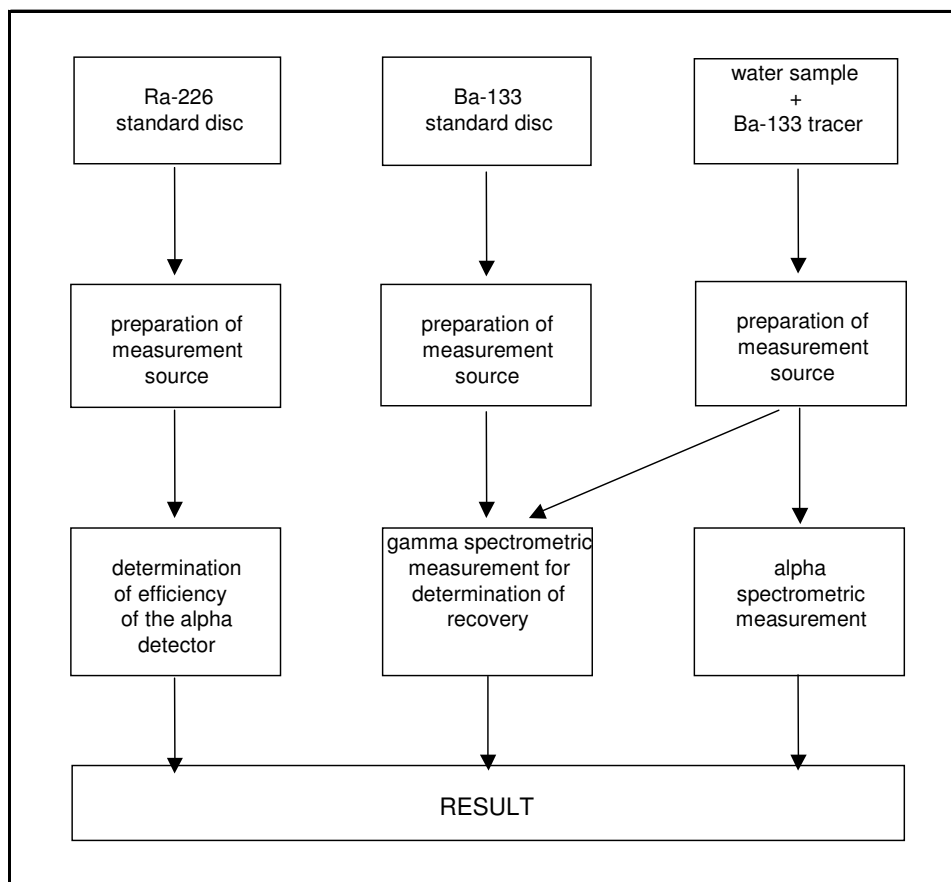 Ra-226
standard disc
Ba-133
standard disc
water sample
+
Ba-133 tracer
preparation of
measurement
source
preparation of
measurement
source
preparation of
measurement
source
determination
of efficiency
of the alpha
detector
gamma spectrometric
measurement for
determination of
recovery
alpha
spectrometric
measurement
RESULT